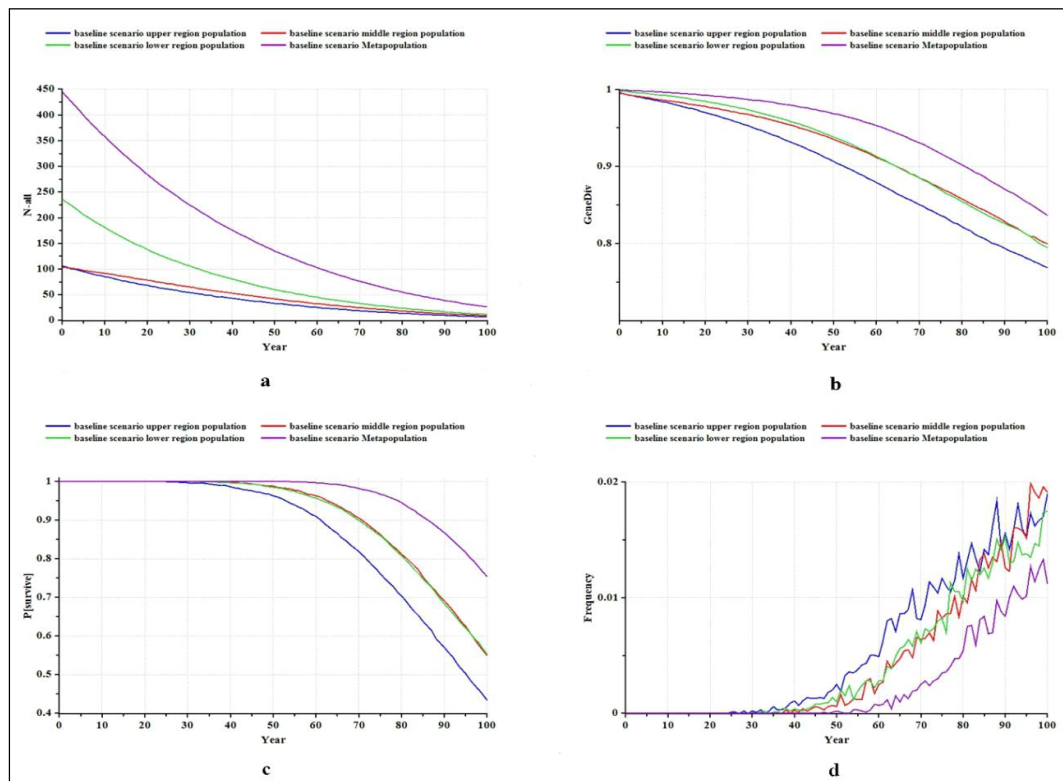 baseline scenario upper region population
baseline scenario middle region population
baseline scenario lower region population
baseline scenario Metapopulation
450
400
350
300
250
200
150
100
50
0
N-all
0 10 20 30 40 50 60 70 80 90 100
Year
a
baseline scenario upper region population
baseline scenario middle region population
baseline scenario lower region population
baseline scenario Metapopulation
1
0.9
0.8
GeneDiv
0 10 20 30 40 50 60 70 80 90 100
Year
b
baseline scenario upper region population
baseline scenario middle region population
baseline scenario lower region population
baseline scenario Metapopulation
1
0.9
0.8
0.7
0.6
0.5
0.4
P[survive]
0 10 20 30 40 50 60 70 80 90 100
Year
c
baseline scenario upper region population
baseline scenario middle region population
baseline scenario lower region population
baseline scenario Metapopulation
0.02
0.01
0
Frequency
0 10 20 30 40 50 60 70 80 90 100
Year
d